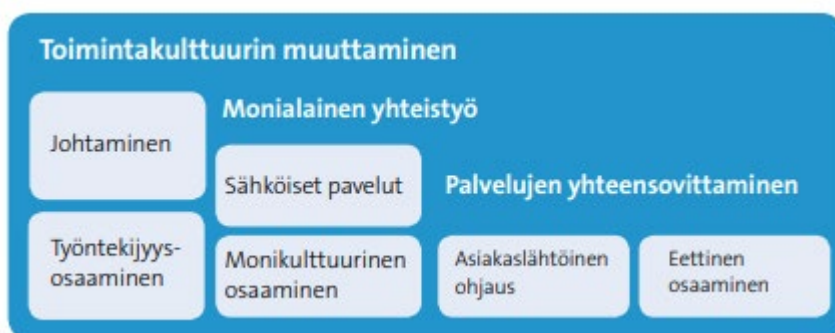 Toimintakulttuurin muuttaminen
Johtaminen
Työntekijyys-
osaaminen
Monialainen yhteistyö
Sähköiset pavelut
Monikulttuurinen
osaaminen
Palvelujen yhteensovittaminen
Asiakaslähtöinen
ohjaus
Eettinen
osaaminen